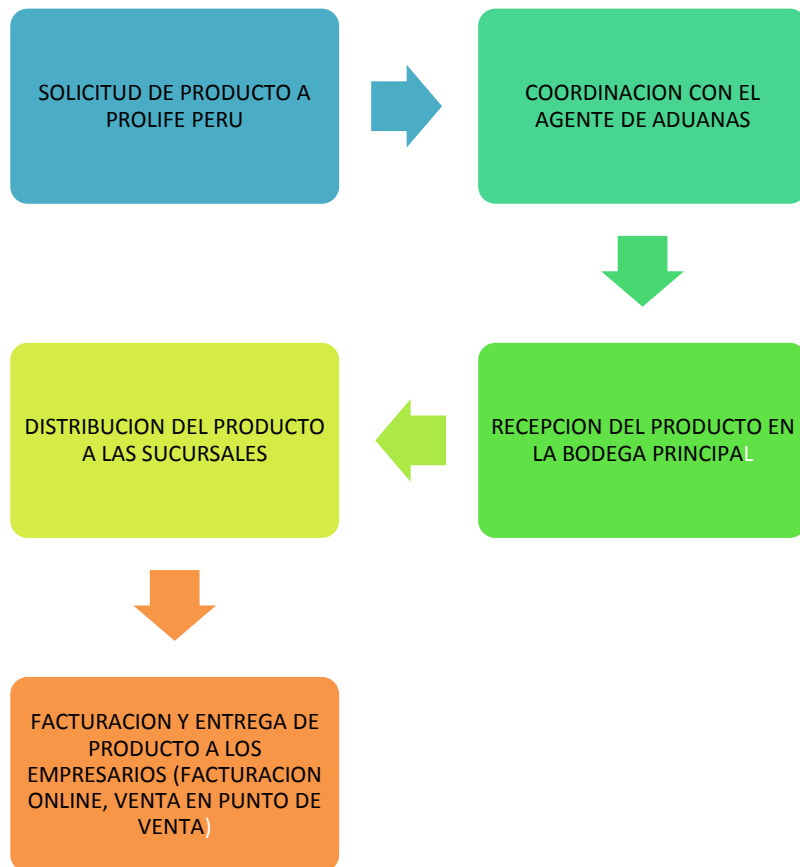 SOLICITUD DE PRODUCTO A
PROLIFE PERU
COORDINACION CON EL
AGENTE DE ADUANAS
RECEPCION DEL PRODUCTO EN
LA BODEGA PRINCIPAL
DISTRIBUCION DEL PRODUCTO
A LAS SUCURSALES
FACTURACION Y ENTREGA DE
PRODUCTO A LOS
EMPRESARIOS (FACTURACION
ONLINE, VENTA EN PUNTO DE
VENTA)